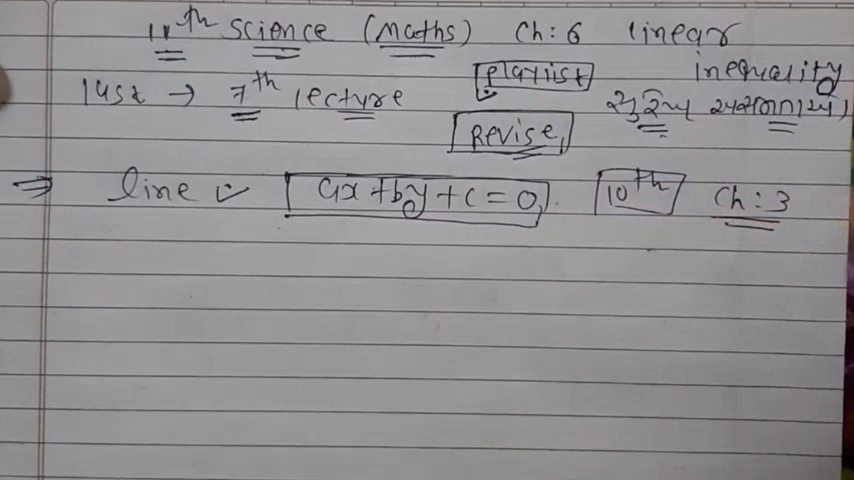 11th science (Maths) Ch: 6 linear
playlist inequality
last → 7th lecture સુરેખ અસમતા
Revise
⇒ line ax+by+c=0 10th Ch: 3